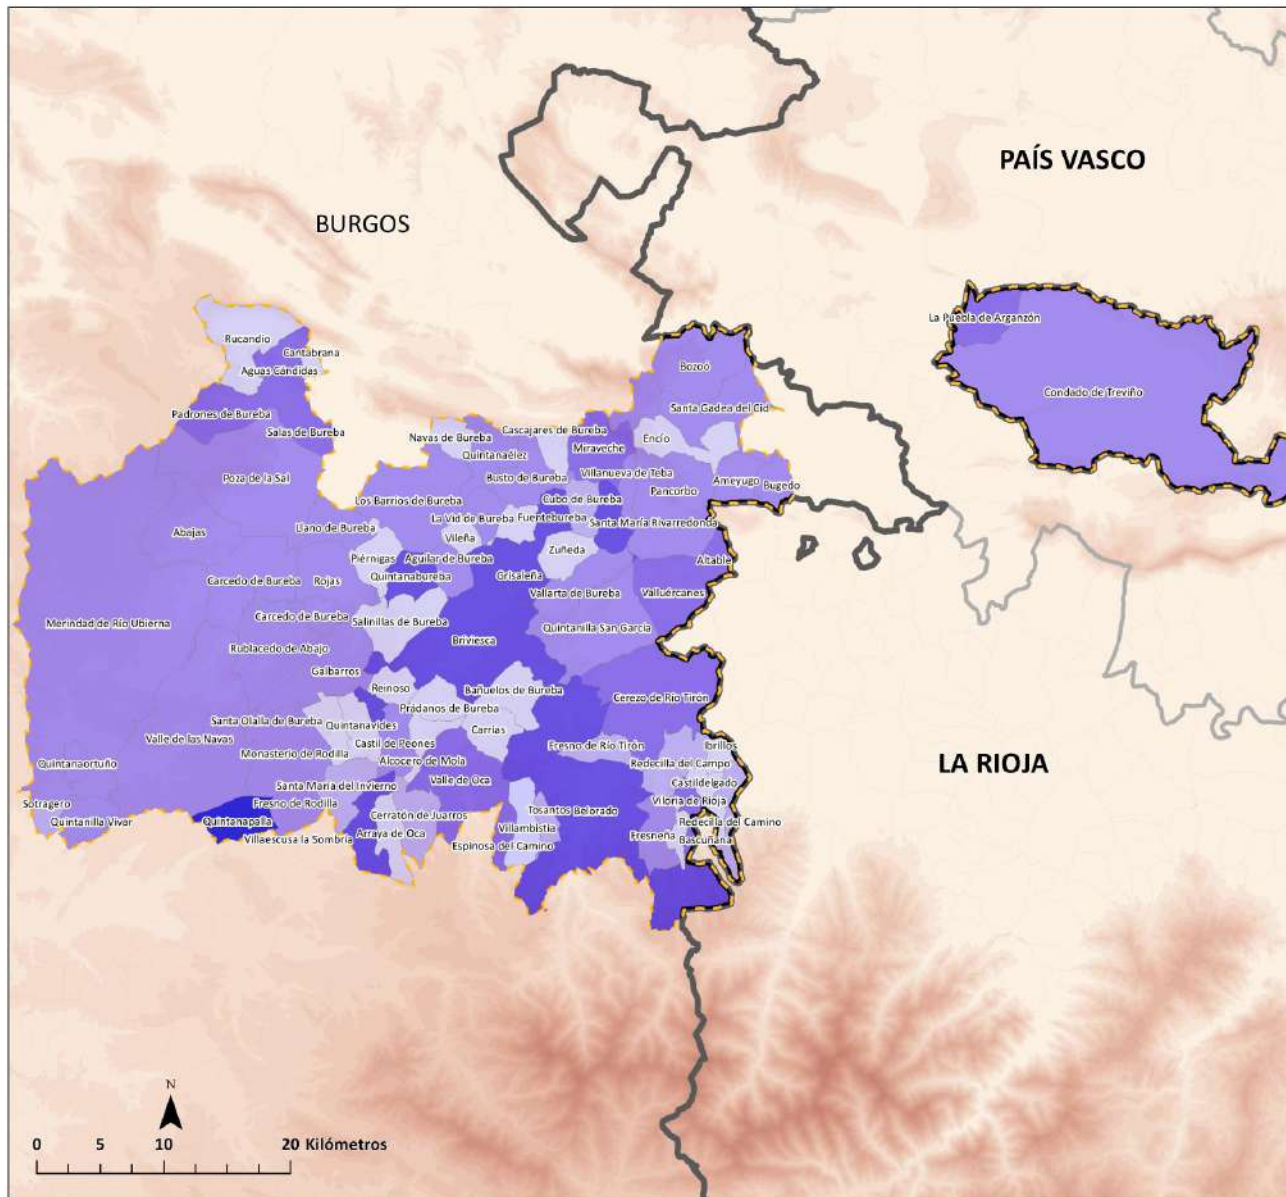 PAÍS VASCO
BURGOS
La Puebla de Arganzón
Rucandio
Cantabrana
Bozoó
Aguas Cándidas
Condado de Treviño
Santa Gadea del Cid
Padrones de Bureba
Cascajares de Bureba
Salas de Bureba
Navas de Bureba
Encío
Miraveche
Quintanaélez
Villanueva de Teba
Poza de la Sal
Busto de Bureba
Ameyugo
Bugedo
Pancorbo
Los Barrios de Bureba
Cubo de Bureba
La Vid de Bureba
Fuentebureba
Santa María Rivarredonda
Llano de Bureba
Abajas
Vileña
Zuñeda
Piérnigas
Aguilar de Bureba
Altable
Quintanabureba
Grisaleña
Carcedo de Bureba
Rojas
Vallarta de Bureba
Valluércanes
Carcedo de Bureba
Salinillas de Bureba
Merindad de Río Ubierna
Quintanilla San García
Briviesca
Rublacedo de Abajo
Galbarros
Reinoso
Bañuelos de Bureba
Cerezo de Río Tirón
Prádanos de Bureba
Santa Olalla de Bureba
Quintanavides
Carrias
Valle de las Navas
Castil de Peones
Fresno de Río Tirón
Ibrillos
Monasterio de Rodilla
Alcocero de Mola
Redecilla del Campo
LA RIOJA
Quintanaortuño
Valle de Oca
Castildelgado
Santa María del Invierno
Sotragero
Fresno de Rodilla
Viloria de Rioja
Tosantos
Belorado
Cerratón de Juarros
Quintanilla Vivar
Quintanapalla
Redecilla del Camino
Villambistia
Arraya de Oca
Fresneña
Bascuñana
Villaescusa la Sombría
Espinosa del Camino
N
0 5 10 20 Kilómetros